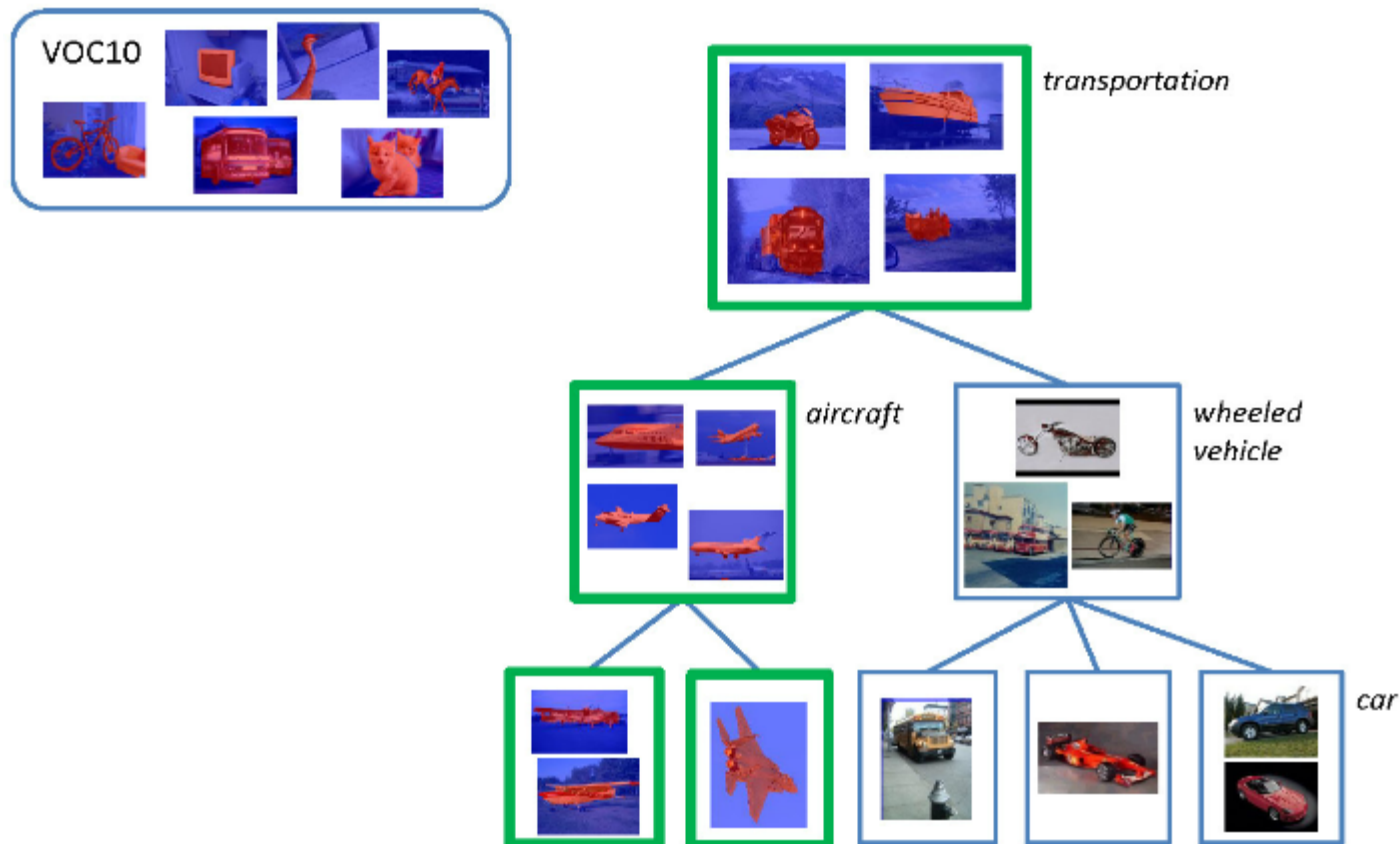 VOC10
transportation
aircraft
wheeled
vehicle
car